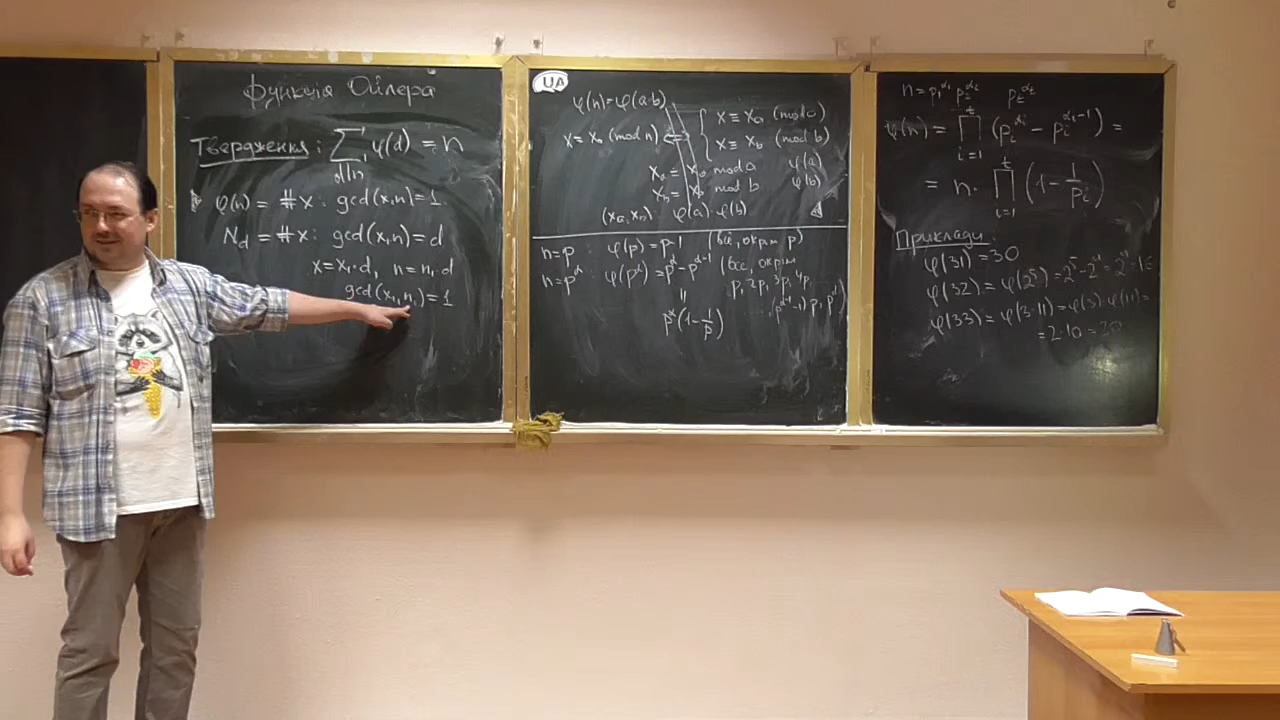 Функція Ойлера
Твердження: ∑ φ(d) = n
d|n
φ(n) = #x: gcd(x,n)=1
N_d = #x: gcd(x,n)=d
x=x₁·d, n=n₁·d
gcd(x₁,n₁)=1
UA
φ(n)=φ(a·b)
x ≡ x_a (mod a)
x = x₀ (mod n) ⇔
x ≡ x_b (mod b)
x_a = x₀ mod a φ(a)
x_b = x₀ mod b φ(b)
φ(a)·φ(b)
n=p: φ(p)=p-1 (всі, окрім p)
n=p^α: φ(p^α)=p^α-p^(α-1) (всі, окрім
p, 2p, 3p, 4p,
..., (p^(α-1)-1)p, p^α)
=
p^α(1-1/p)
n=p₁^α₁ p₂^α₂ p_t^α_t
φ(n) = ∏_{i=1}^{t} (p_i^{α_i} - p_i^{α_i-1}) =
= n · ∏_{i=1}^{t} (1 - 1/p_i)
Приклади:
φ(31)=30
φ(32)=φ(2⁵)=2⁵-2⁴=2⁴=16
φ(33)=φ(3·11)=φ(3)·φ(11)=
=2·10=20